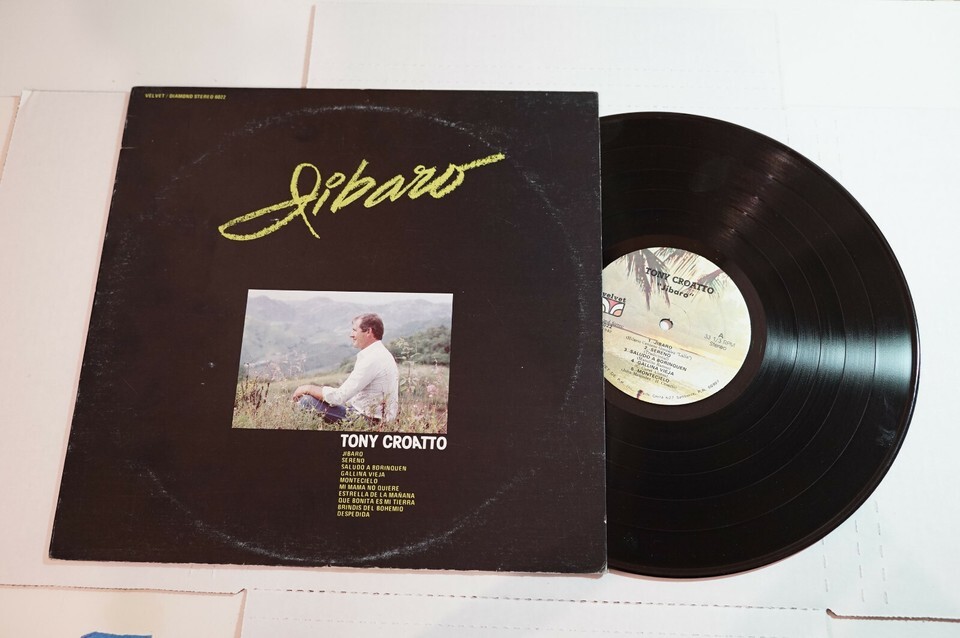 VELVET / DIAMOND STEREO 6022
Jibaro
TONY CROATTO
JIBARO
SERENO
SALUDO A BORINQUEN
GALLINA VIEJA
MONTECIELO
MI MAMA NO QUIERE
ESTRELLA DE LA MAÑANA
QUE BONITA ES MI TIERRA
BRINDIS DEL BOHEMIO
DESPEDIDA
TONY CROATTO
"Jibaro"
velvet
A
33 1/3 RPM
Stereo
1. JIBARO
2. SERENO
3. SALUDO A BORINQUEN
4. GALLINA VIEJA
5. MONTECIELO